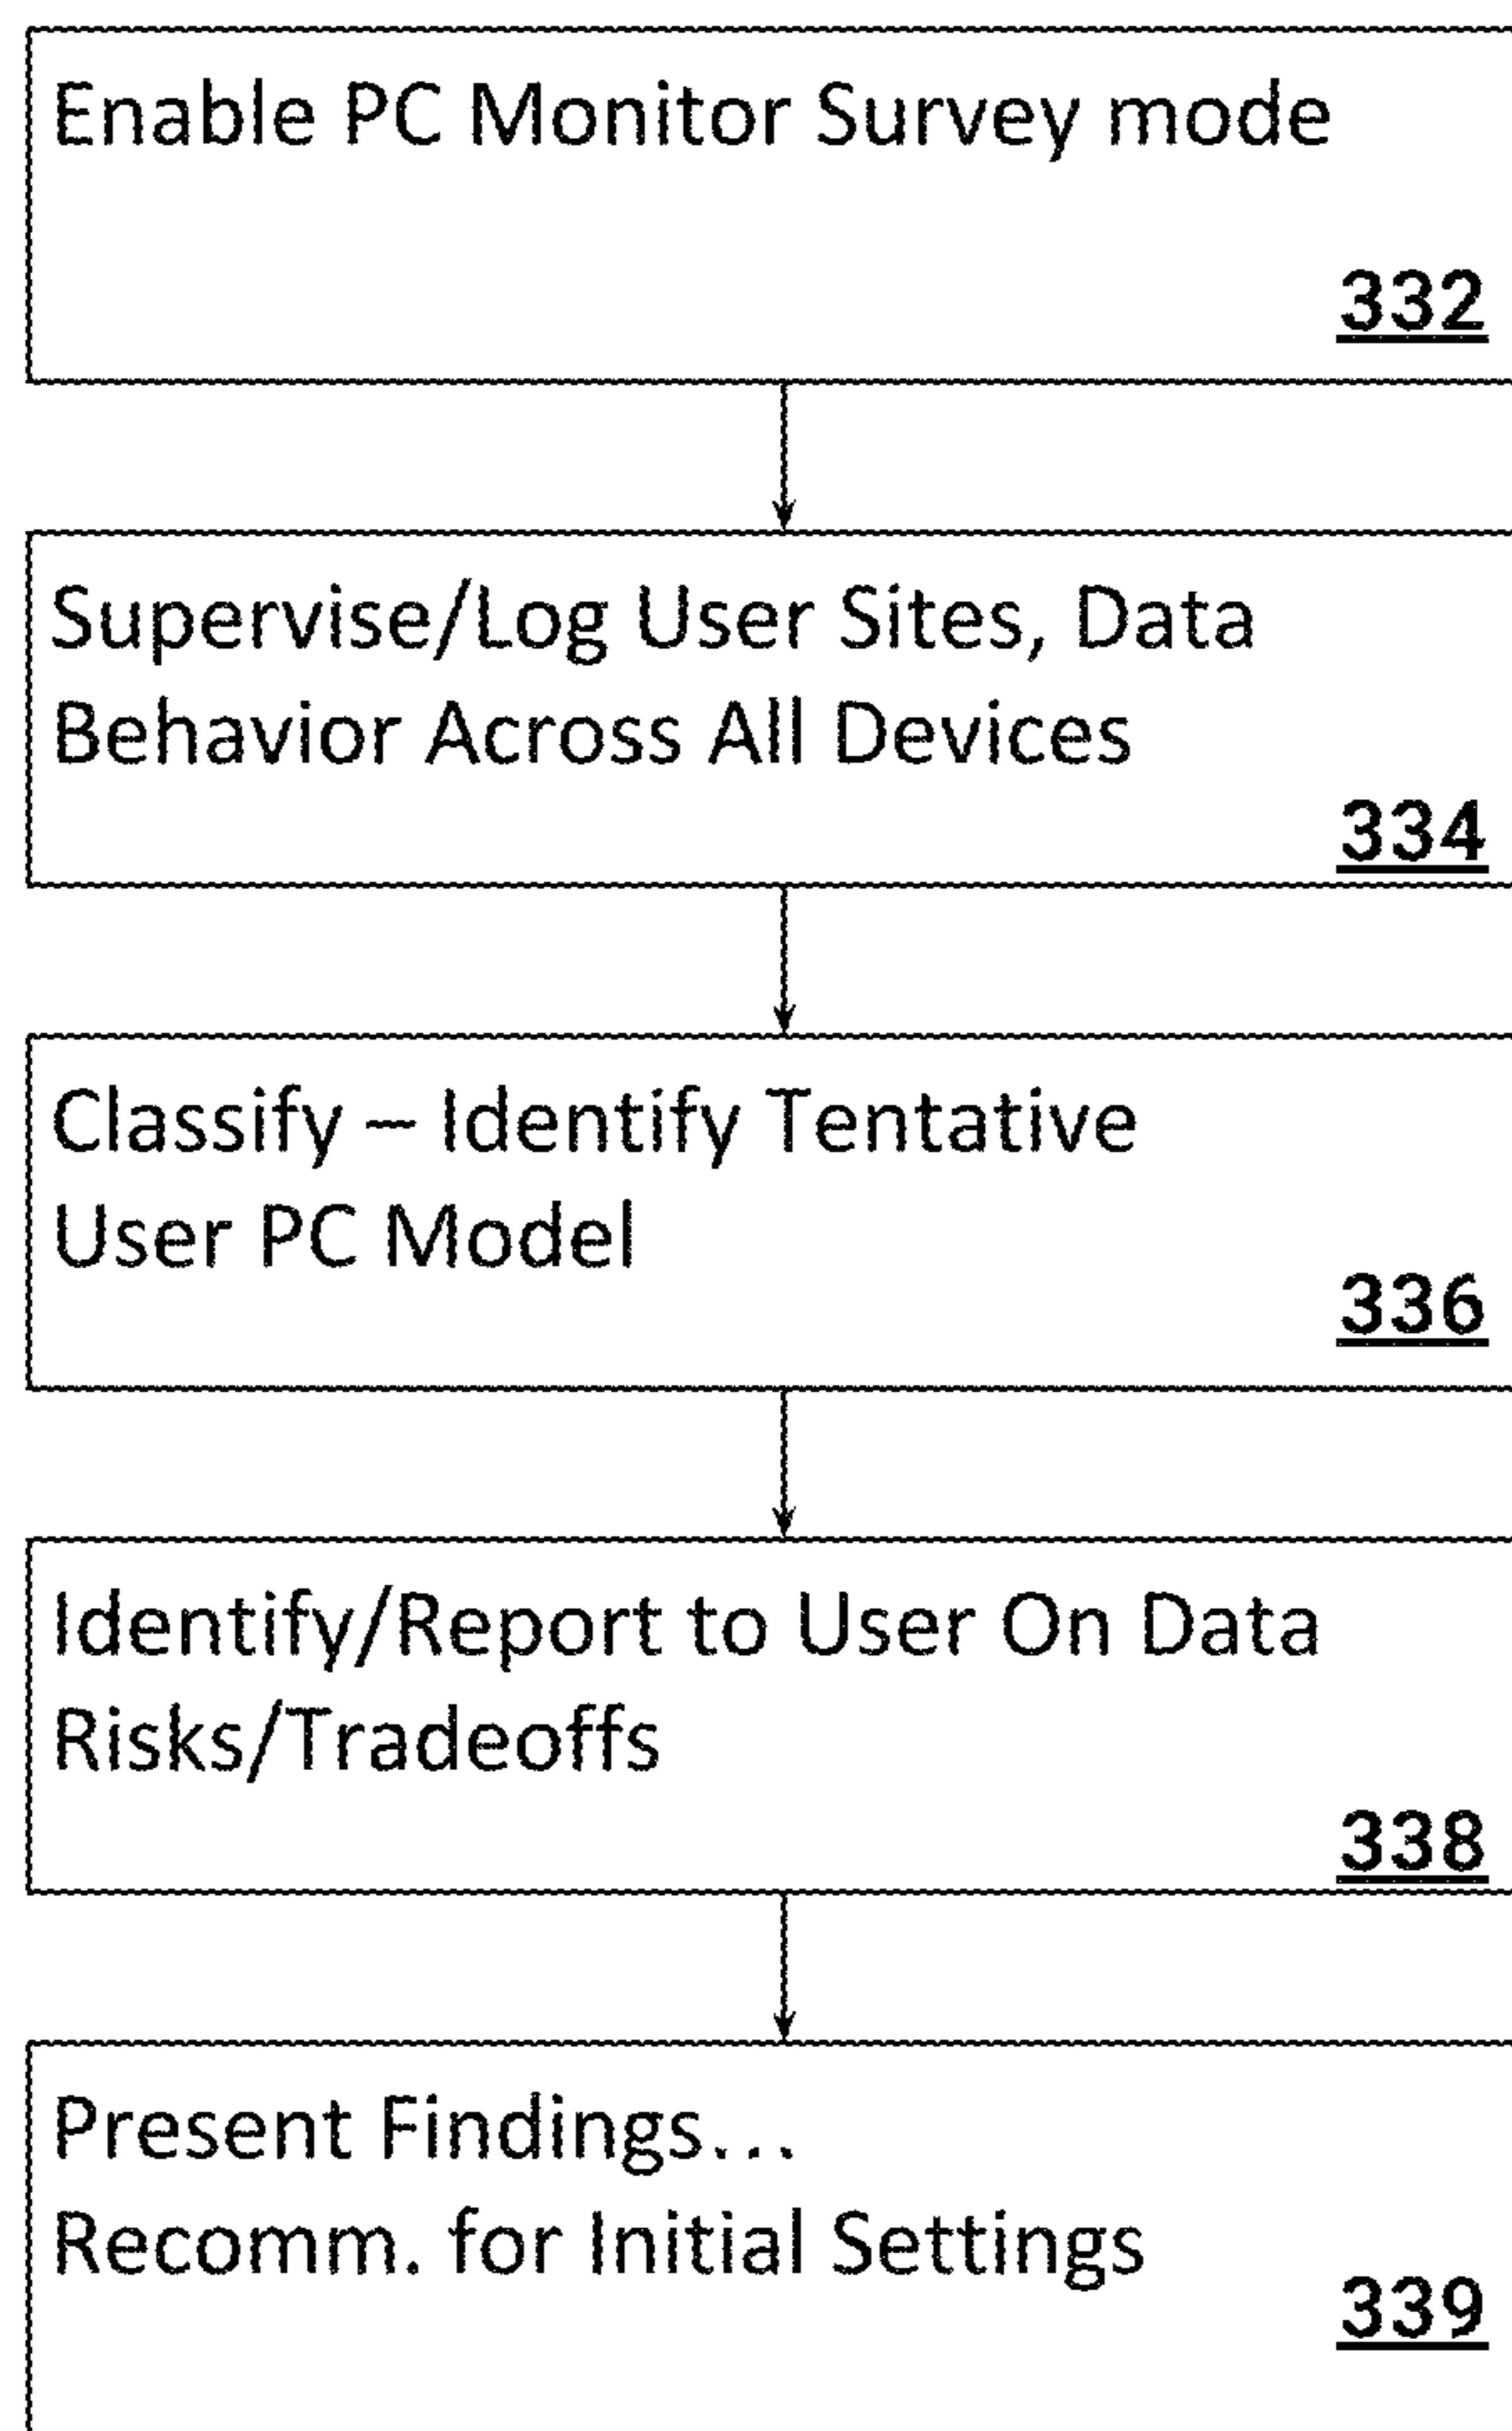 Enable PC Monitor Survey mode
332
Supervise/Log User Sites, Data
Behavior Across All Devices
334
Classify – Identify Tentative
User PC Model
336
Identify/Report to User On Data
Risks/Tradeoffs
338
Present Findings...
Recomm. for Initial Settings
339